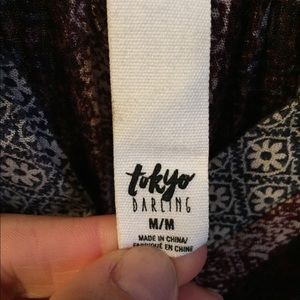 tokyo
DARLING
M/M
MADE IN CHINA/
FABRIQUÉ EN CHINE